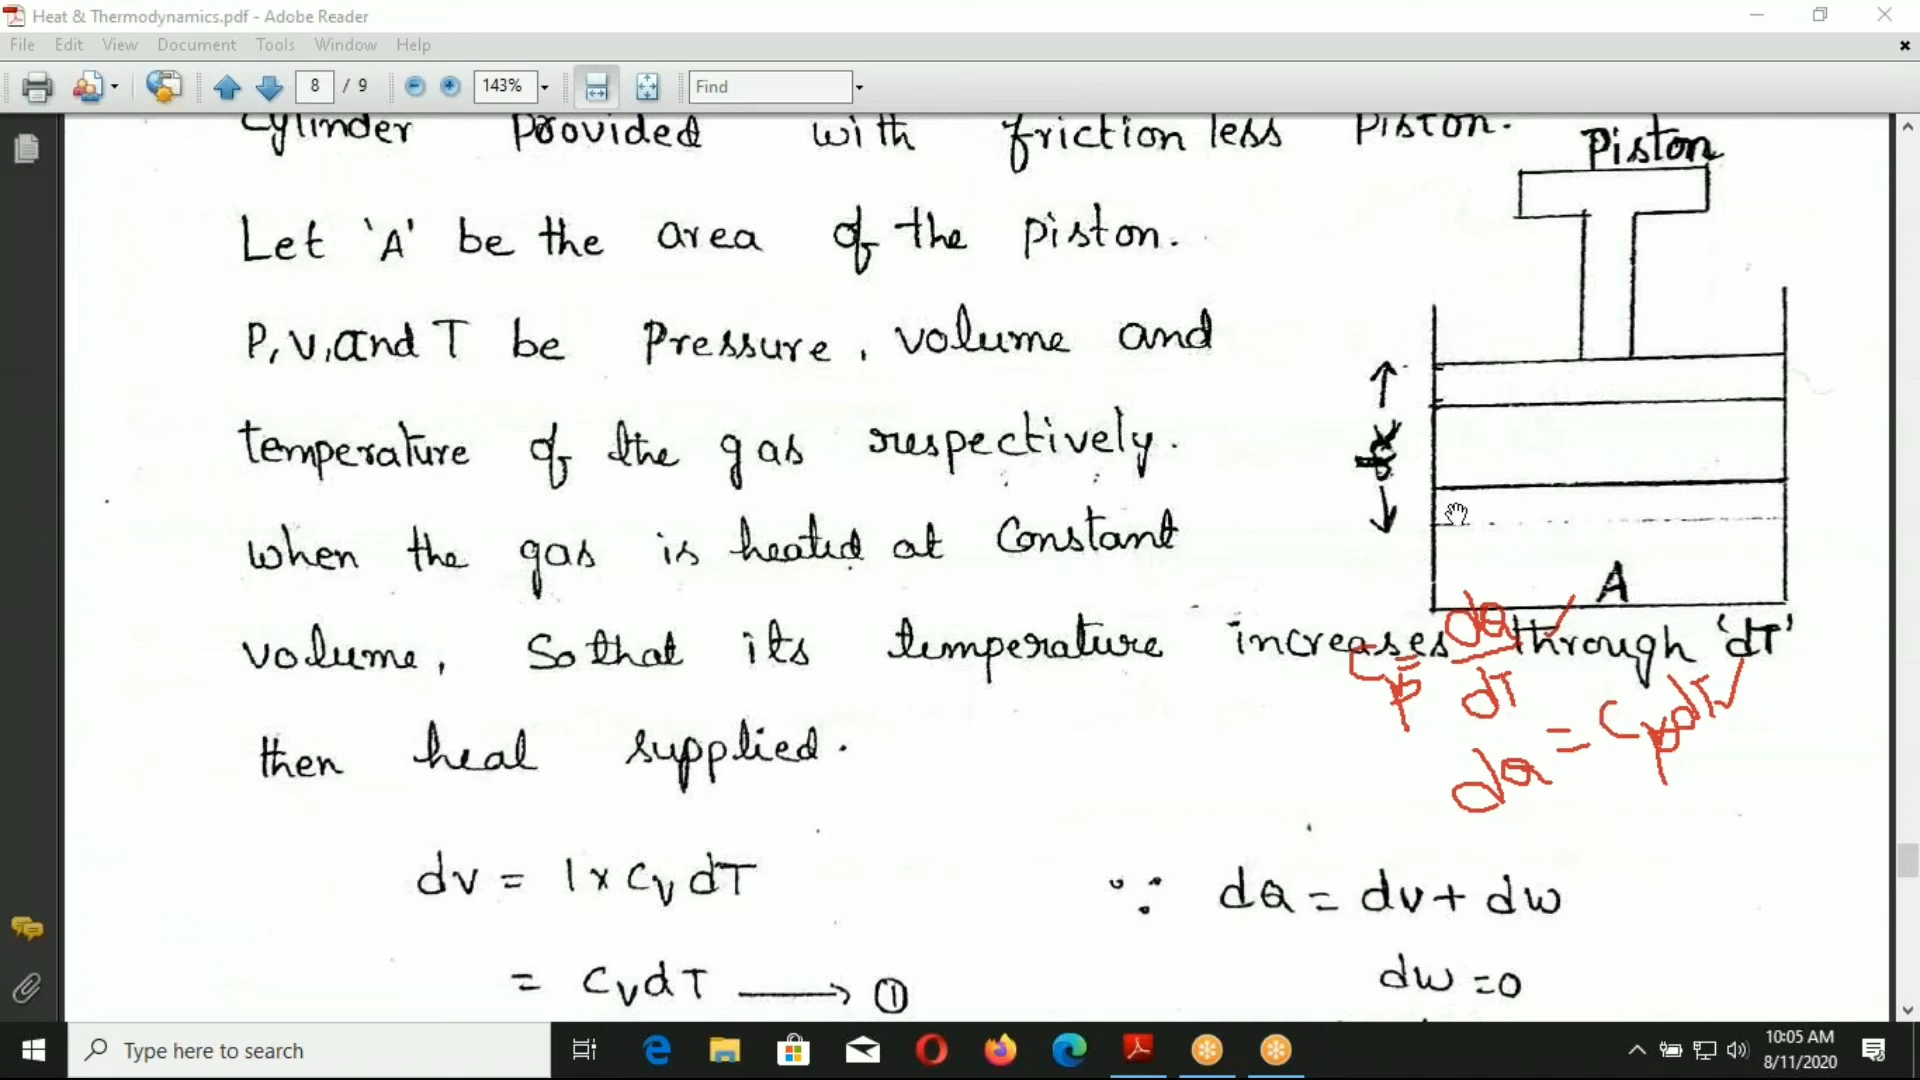 Heat & Thermodynamics.pdf - Adobe Reader
File Edit View Document Tools Window Help
8 / 9 143% Find
Cylinder Provided with friction less Piston.
Piston
Let 'A' be the area of the piston.
P, V, and T be Pressure, volume and
temperature of the gas respectively.
when the gas is heated at Constant
A
volume, So that its temperature increases through 'dT'
Cp = dQ / dT
then heal supplied.
dQ = CpdT
dv = 1 x CvdT
∵ dQ = dv + dw
= CvdT → ①
dw = 0
Type here to search
10:05 AM
8/11/2020